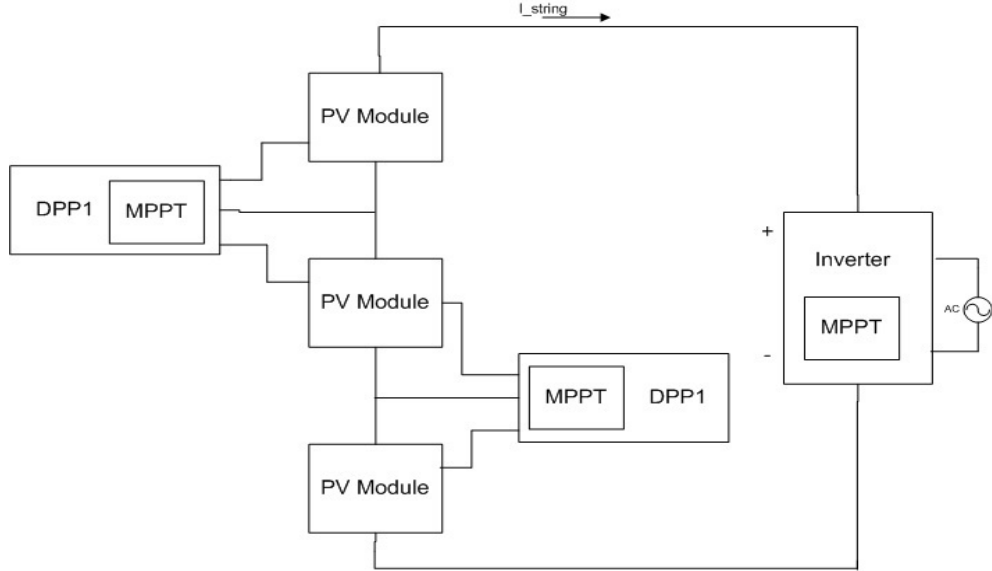 I_string
PV Module
DPP1 MPPT
+
Inverter
PV Module
AC
MPPT
-
MPPT DPP1
PV Module